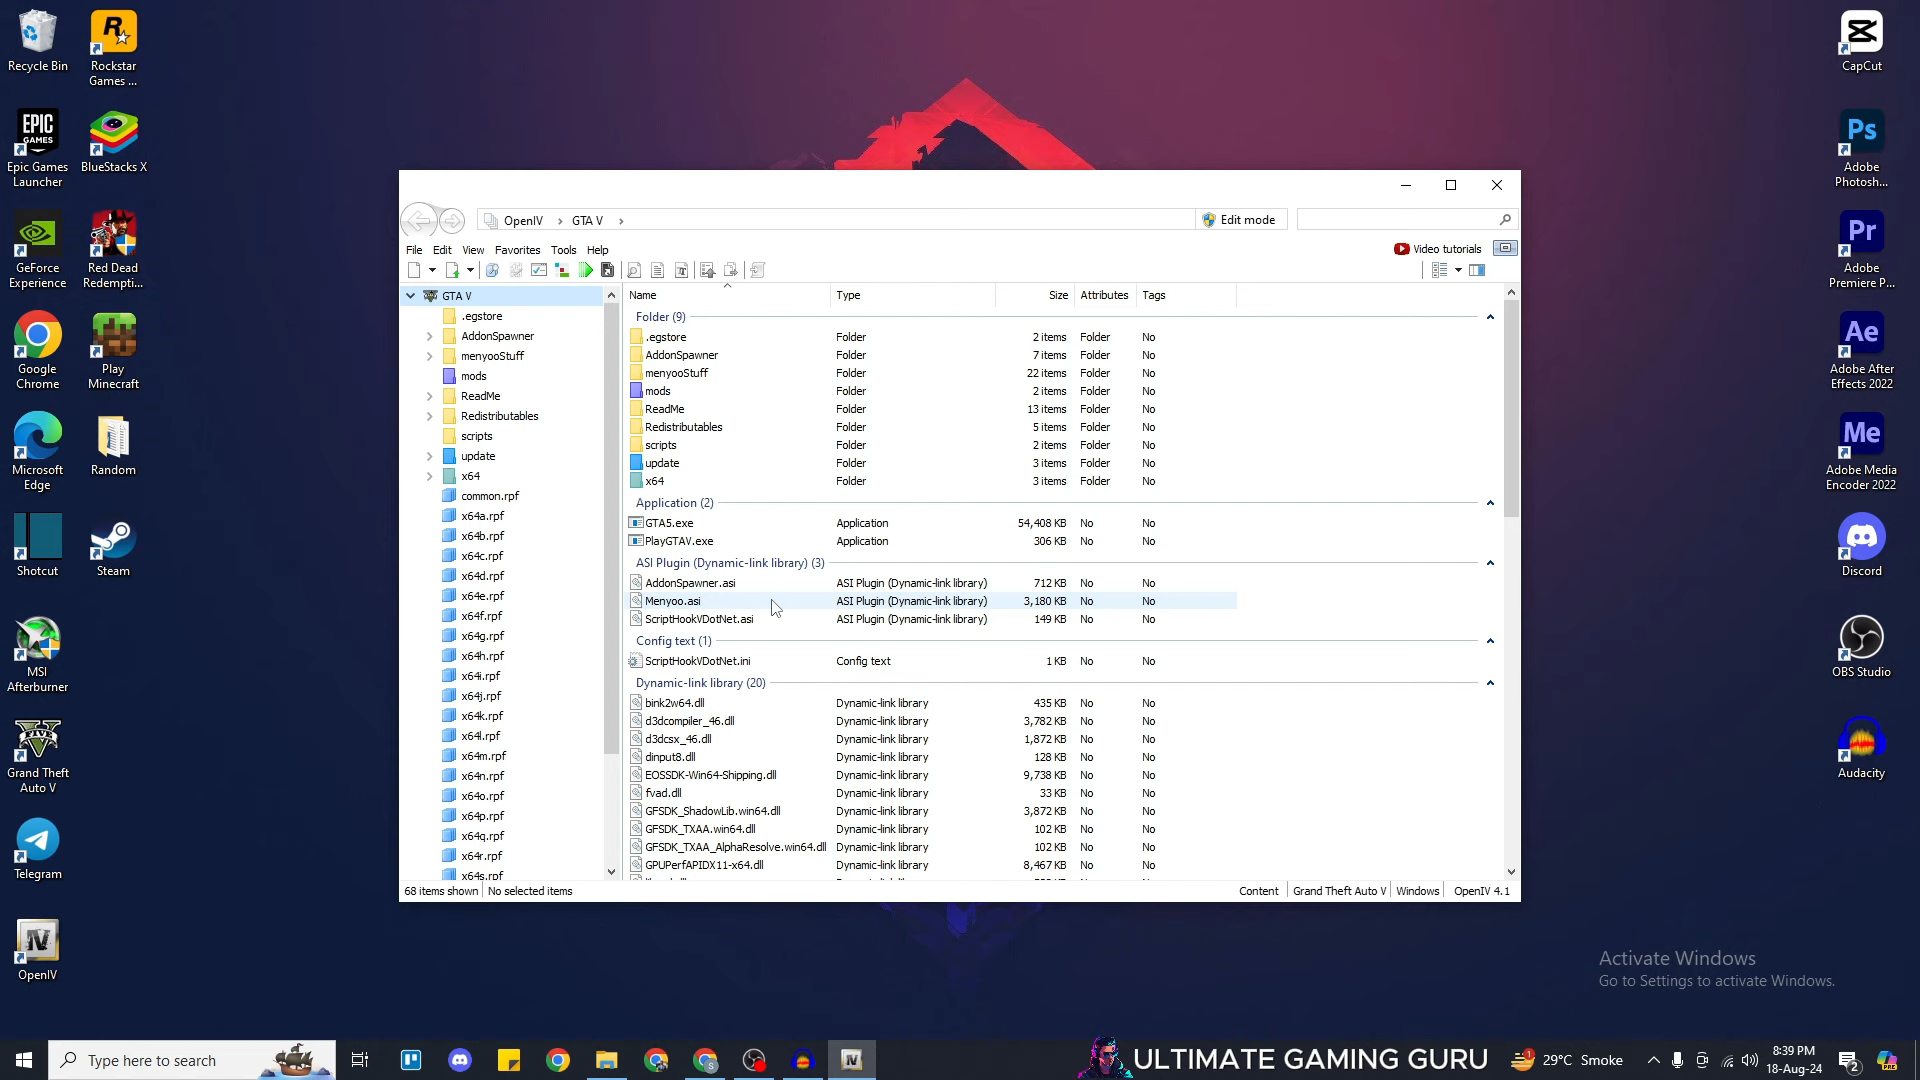 Recycle Bin
Rockstar
Games ...
Epic Games
Launcher
BlueStacks X
GeForce
Experience
Red Dead
Redempti...
Google
Chrome
Play
Minecraft
Microsoft
Edge
Random
Shotcut
Steam
MSI
Afterburner
Grand Theft
Auto V
Telegram
OpenIV
OpenIV › GTA V ›
Edit mode
File Edit View Favorites Tools Help
Video tutorials
GTA V
.egstore
AddonSpawner
menyooStuff
mods
ReadMe
Redistributables
scripts
update
x64
common.rpf
x64a.rpf
x64b.rpf
x64c.rpf
x64d.rpf
x64e.rpf
x64f.rpf
x64g.rpf
x64h.rpf
x64i.rpf
x64j.rpf
x64k.rpf
x64l.rpf
x64m.rpf
x64n.rpf
x64o.rpf
x64p.rpf
x64q.rpf
x64r.rpf
x64s.rpf
Name Type Size Attributes Tags
Folder (9)
.egstore Folder 2 items Folder No
AddonSpawner Folder 7 items Folder No
menyooStuff Folder 22 items Folder No
mods Folder 2 items Folder No
ReadMe Folder 13 items Folder No
Redistributables Folder 5 items Folder No
scripts Folder 2 items Folder No
update Folder 3 items Folder No
x64 Folder 3 items Folder No
Application (2)
GTA5.exe Application 54,408 KB No No
PlayGTAV.exe Application 306 KB No No
ASI Plugin (Dynamic-link library) (3)
AddonSpawner.asi ASI Plugin (Dynamic-link library) 712 KB No No
Menyoo.asi ASI Plugin (Dynamic-link library) 3,180 KB No No
ScriptHookVDotNet.asi ASI Plugin (Dynamic-link library) 149 KB No No
Config text (1)
ScriptHookVDotNet.ini Config text 1 KB No No
Dynamic-link library (20)
bink2w64.dll Dynamic-link library 435 KB No No
d3dcompiler_46.dll Dynamic-link library 3,782 KB No No
d3dcsx_46.dll Dynamic-link library 1,872 KB No No
dinput8.dll Dynamic-link library 128 KB No No
EOSSDK-Win64-Shipping.dll Dynamic-link library 9,738 KB No No
fvad.dll Dynamic-link library 33 KB No No
GFSDK_ShadowLib.win64.dll Dynamic-link library 3,872 KB No No
GFSDK_TXAA.win64.dll Dynamic-link library 102 KB No No
GFSDK_TXAA_AlphaResolve.win64.dll Dynamic-link library 102 KB No No
GPUPerfAPIDX11-x64.dll Dynamic-link library 8,467 KB No No
68 items shown No selected items
Content Grand Theft Auto V Windows OpenIV 4.1
CapCut
Adobe
Photosh...
Adobe
Premiere P...
Adobe After
Effects 2022
Adobe Media
Encoder 2022
Discord
OBS Studio
Audacity
Activate Windows
Go to Settings to activate Windows.
Type here to search
ULTIMATE GAMING GURU
29°C Smoke
8:39 PM
18-Aug-24
2